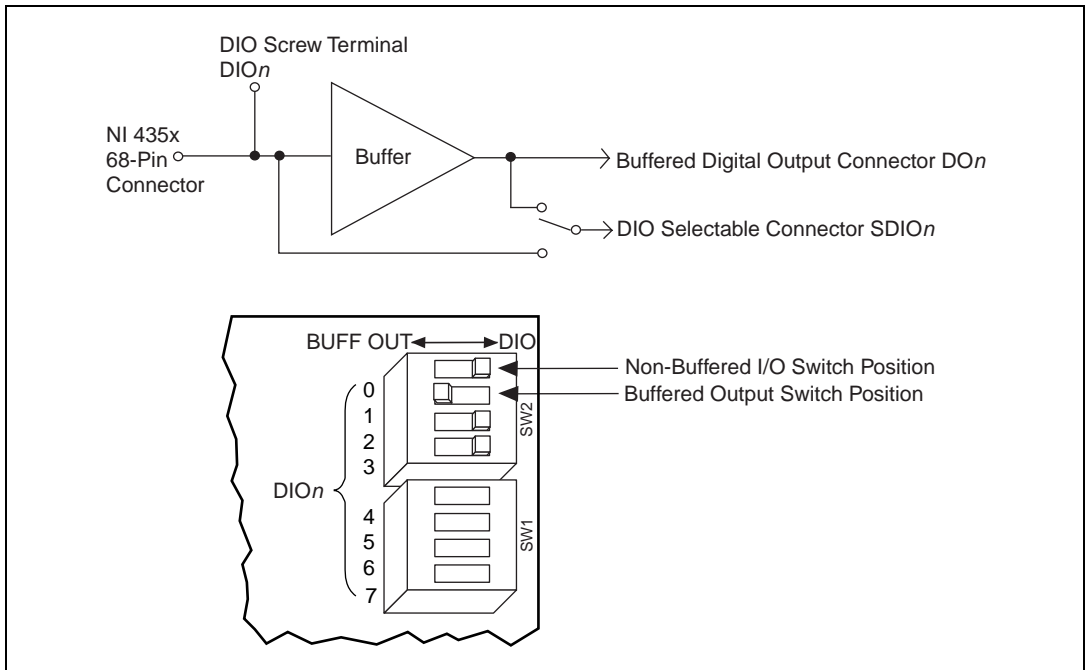 DIO Screw Terminal
DIOn
NI 435x
68-Pin
Connector
Buffer
Buffered Digital Output Connector DOn
DIO Selectable Connector SDIOn
BUFF OUT
DIO
Non-Buffered I/O Switch Position
Buffered Output Switch Position
0
1
2
3
SW2
DIOn
4
5
6
7
SW1